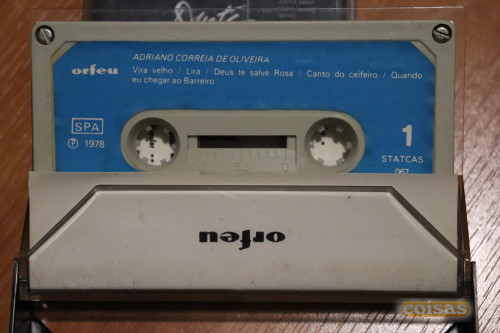 ADRIANO CORREIA DE OLIVEIRA
orfeu
Vira velho / Lira / Deus te salve Rosa / Canto do ceifeiro / Quando
eu chegar ao Barreiro
SPA
Ⓟ 1978
1
STATCAS
067
orfeu
coisas